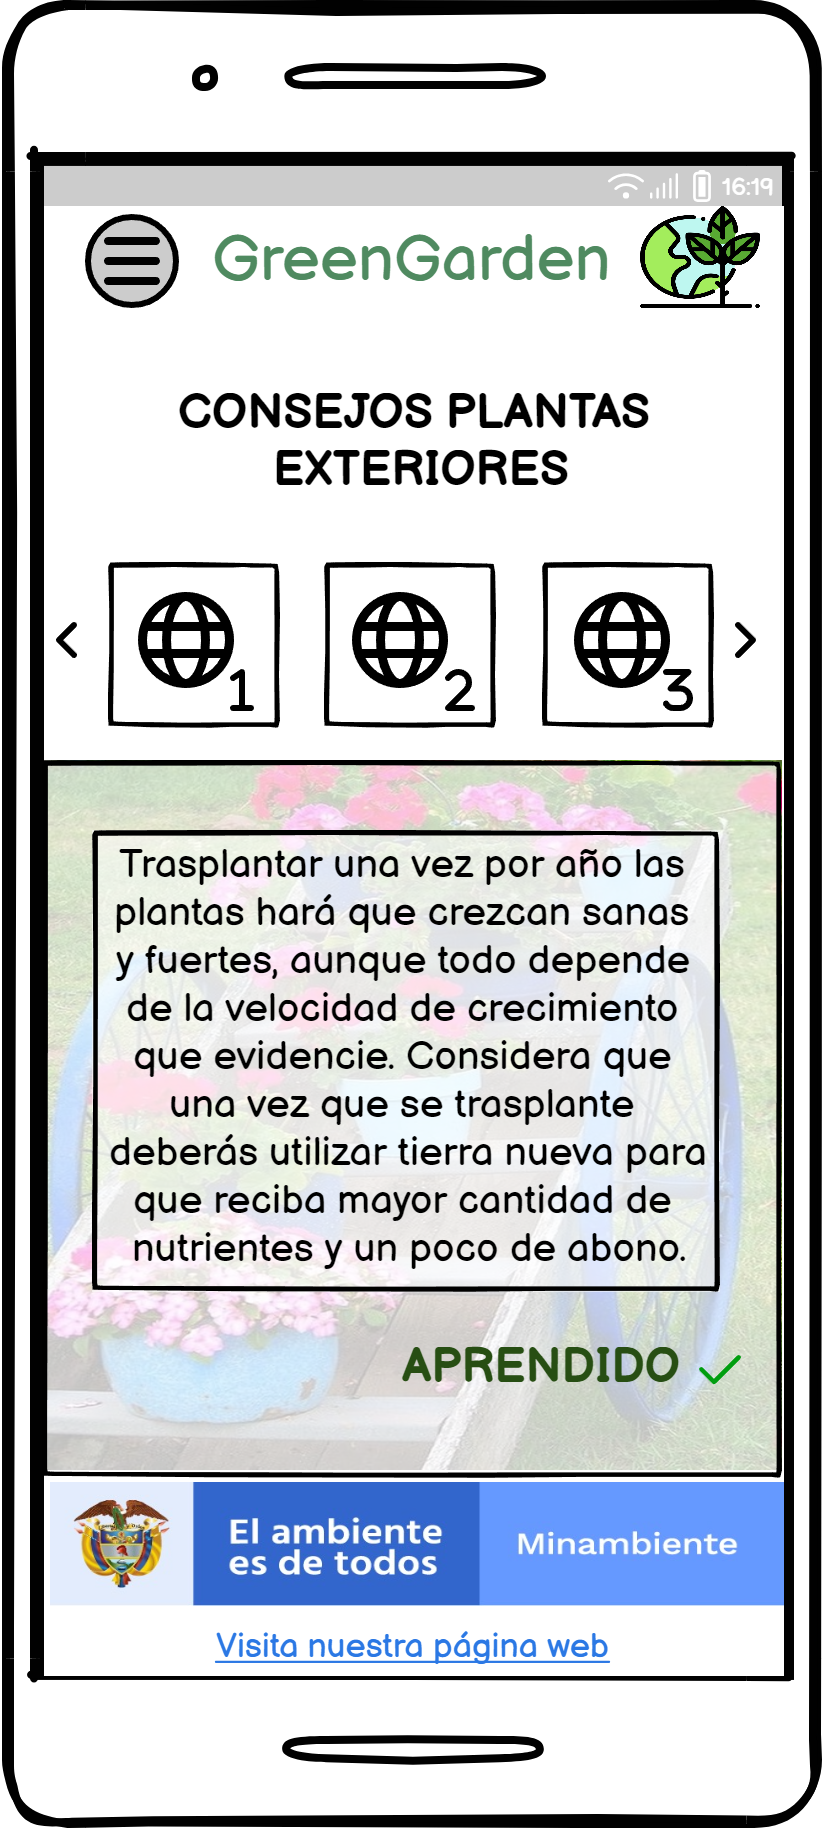 16:19
GreenGarden
CONSEJOS PLANTAS
EXTERIORES
1
2
3
Trasplantar una vez por año las
plantas hará que crezcan sanas
y fuertes, aunque todo depende
de la velocidad de crecimiento
que evidencie. Considera que
una vez que se trasplante
deberás utilizar tierra nueva para
que reciba mayor cantidad de
nutrientes y un poco de abono.
APRENDIDO
El ambiente
es de todos
Minambiente
Visita nuestra página web